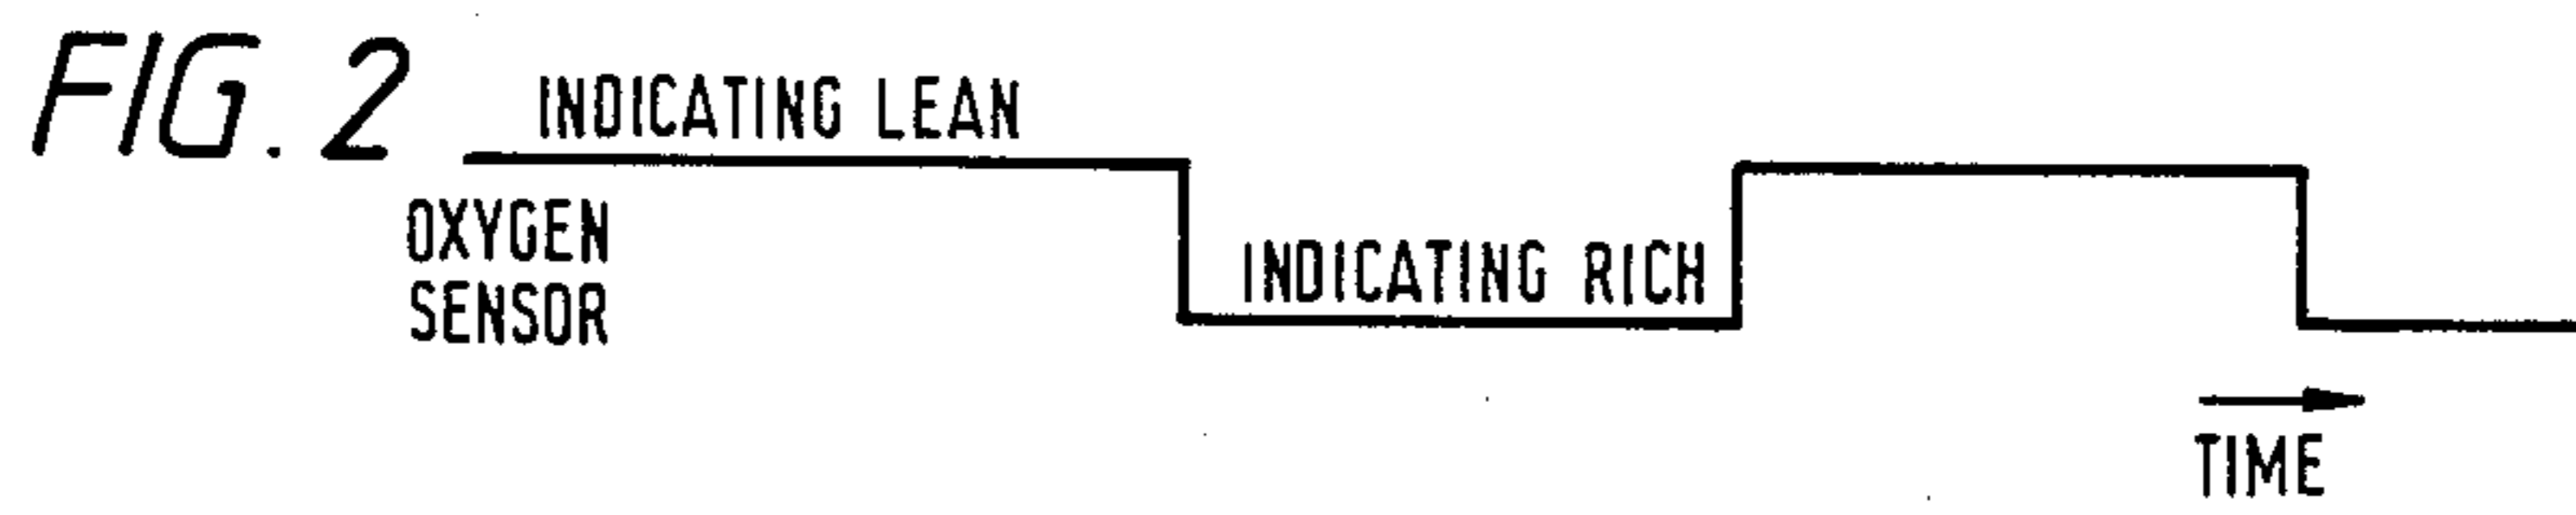 FIG. 2
INDICATING LEAN
OXYGEN
SENSOR
INDICATING RICH
TIME